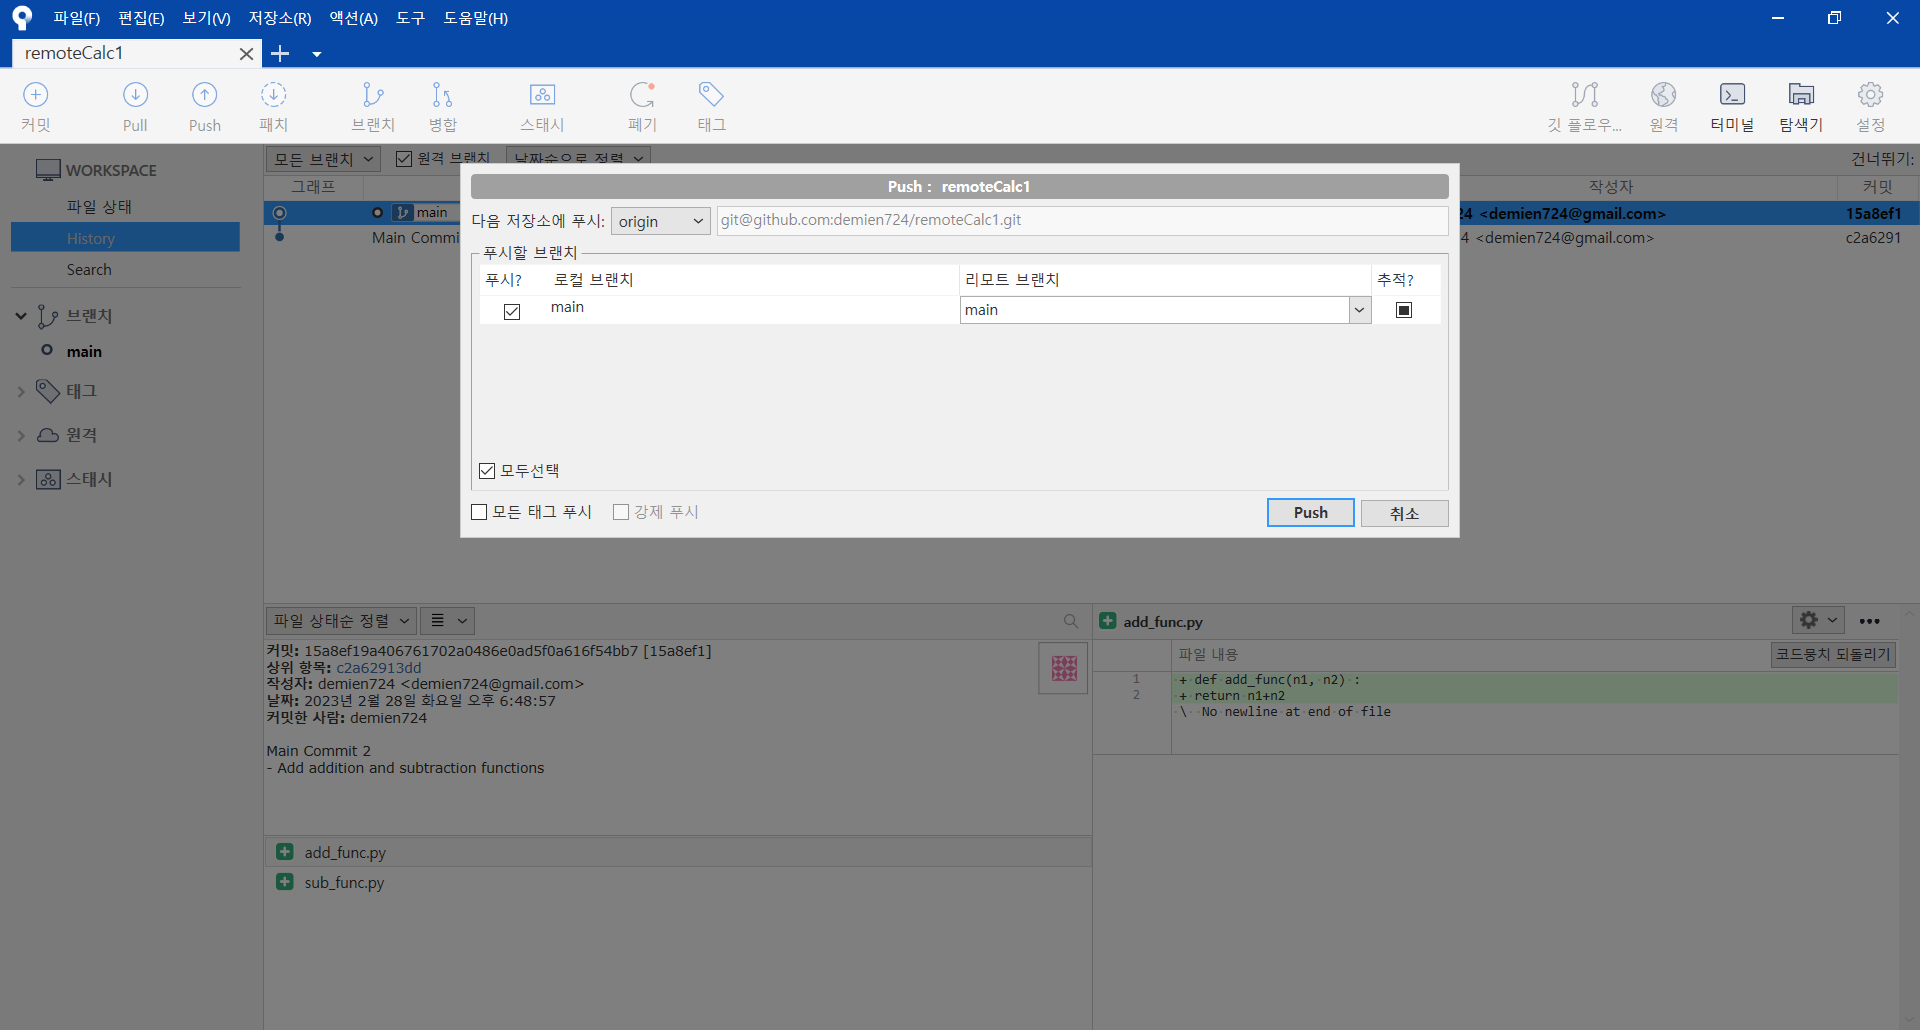 파일(F) 편집(E) 보기(V) 저장소(R) 액션(A) 도구 도움말(H)
remoteCalc1
커밋 Pull Push 패치 브랜치 병합 스태시 폐기 태그 깃 플로우... 원격 터미널 탐색기 설정
WORKSPACE
파일 상태
History
Search
브랜치
main
태그
원격
스태시
모든 브랜치 원격 브랜치 날짜순으로 정렬 건너뛰기:
그래프 작성자 커밋
main 24 <demien724@gmail.com> 15a8ef1
Main Commi 4 <demien724@gmail.com> c2a6291
Push : remoteCalc1
다음 저장소에 푸시: origin git@github.com:demien724/remoteCalc1.git
푸시할 브랜치
푸시? 로컬 브랜치 리모트 브랜치 추적?
main main
모두선택
모든 태그 푸시 강제 푸시 Push 취소
파일 상태순 정렬
커밋: 15a8ef19a406761702a0486e0ad5f0a616f54bb7 [15a8ef1]
상위 항목: c2a62913dd
작성자: demien724 <demien724@gmail.com>
날짜: 2023년 2월 28일 화요일 오후 6:48:57
커밋한 사람: demien724
Main Commit 2
- Add addition and subtraction functions
add_func.py
sub_func.py
add_func.py
파일 내용 코드뭉치 되돌리기
1 + def add_func(n1, n2) :
2 + return n1+n2
\ No newline at end of file